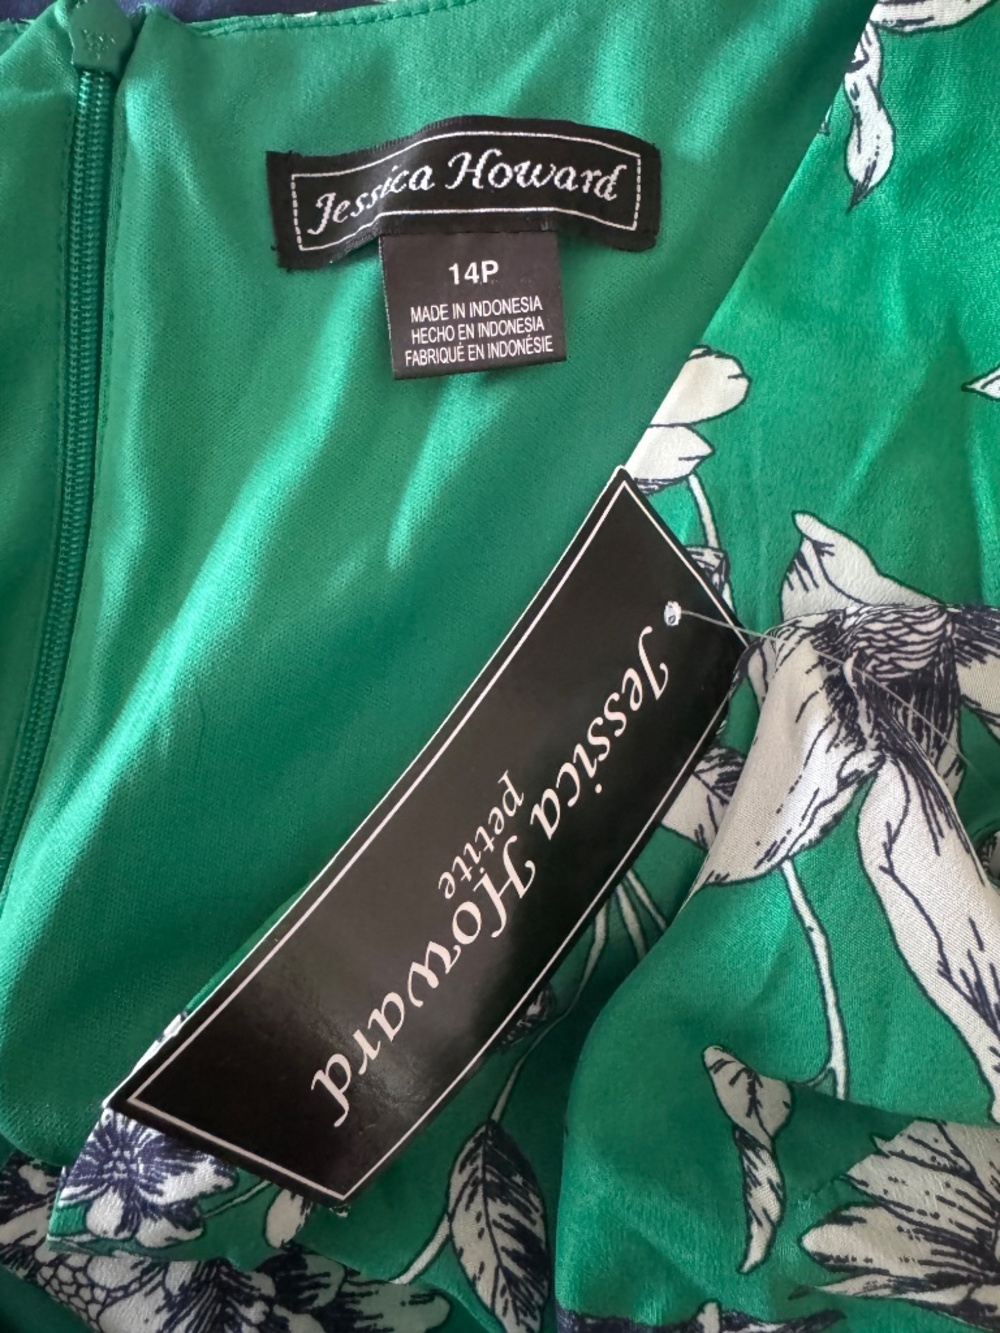 Jessica Howard
14P
MADE IN INDONESIA
HECHO EN INDONESIA
FABRIQUÉ EN INDONÉSIE
Jessica Howard
petite